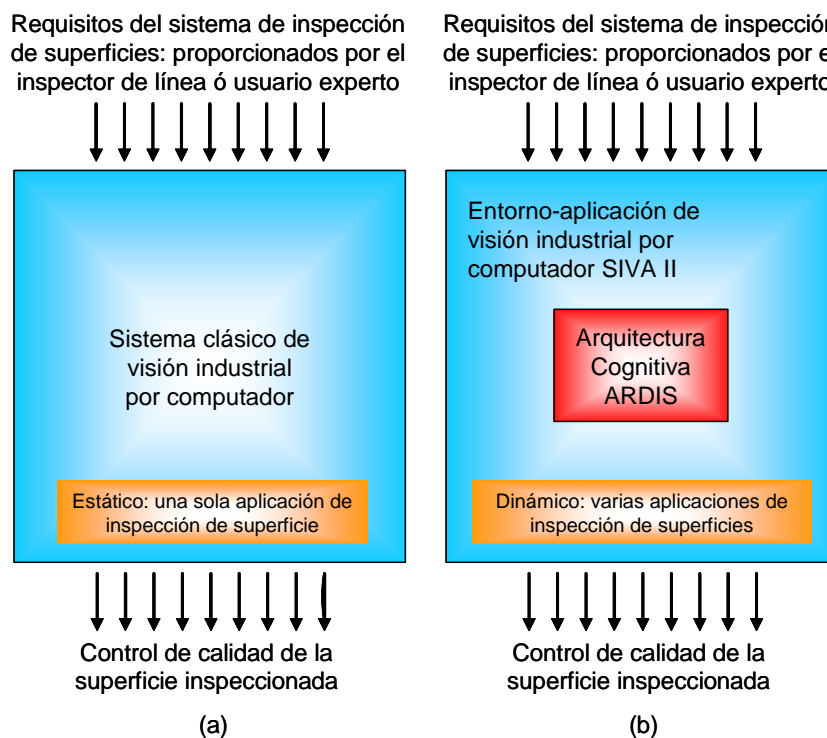 Requisitos del sistema de inspección
de superficies: proporcionados por el
inspector de línea ó usuario experto
Sistema clásico de
visión industrial
por computador
Estático: una sola aplicación de
inspección de superficie
Control de calidad de la
superficie inspeccionada
(a)
Requisitos del sistema de inspección
de superficies: proporcionados por el
inspector de línea ó usuario experto
Entorno-aplicación de
visión industrial por
computador SIVA II
Arquitectura
Cognitiva
ARDIS
Dinámico: varias aplicaciones de
inspección de superficies
Control de calidad de la
superficie inspeccionada
(b)